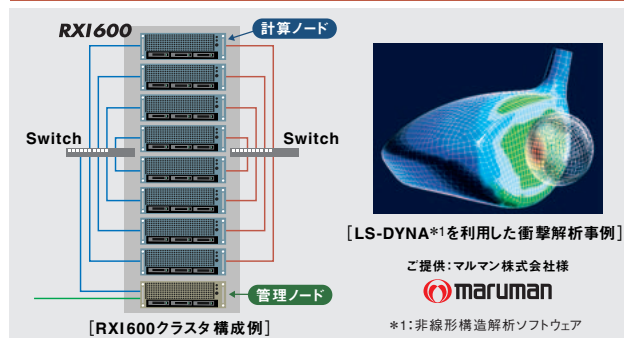 RXI600
計算ノード
Switch
Switch
管理ノード
[RXI600クラスタ構成例]
[LS-DYNA*1を利用した衝撃解析事例]
ご提供:マルマン株式会社様
maruman
*1:非線形構造解析ソフトウェア